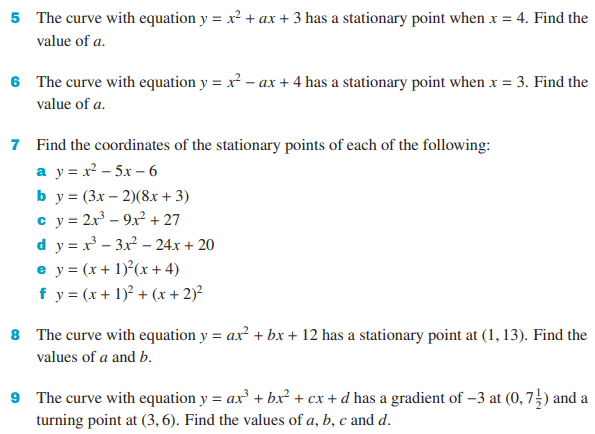 5 The curve with equation y = x² + ax + 3 has a stationary point when x = 4. Find the
value of a.
6 The curve with equation y = x² – ax + 4 has a stationary point when x = 3. Find the
value of a.
7 Find the coordinates of the stationary points of each of the following:
a y = x² – 5x – 6
b y = (3x – 2)(8x + 3)
c y = 2x³ – 9x² + 27
d y = x³ – 3x² – 24x + 20
e y = (x + 1)²(x + 4)
f y = (x + 1)² + (x + 2)²
8 The curve with equation y = ax² + bx + 12 has a stationary point at (1, 13). Find the
values of a and b.
9 The curve with equation y = ax³ + bx² + cx + d has a gradient of –3 at (0, 7½) and a
turning point at (3, 6). Find the values of a, b, c and d.